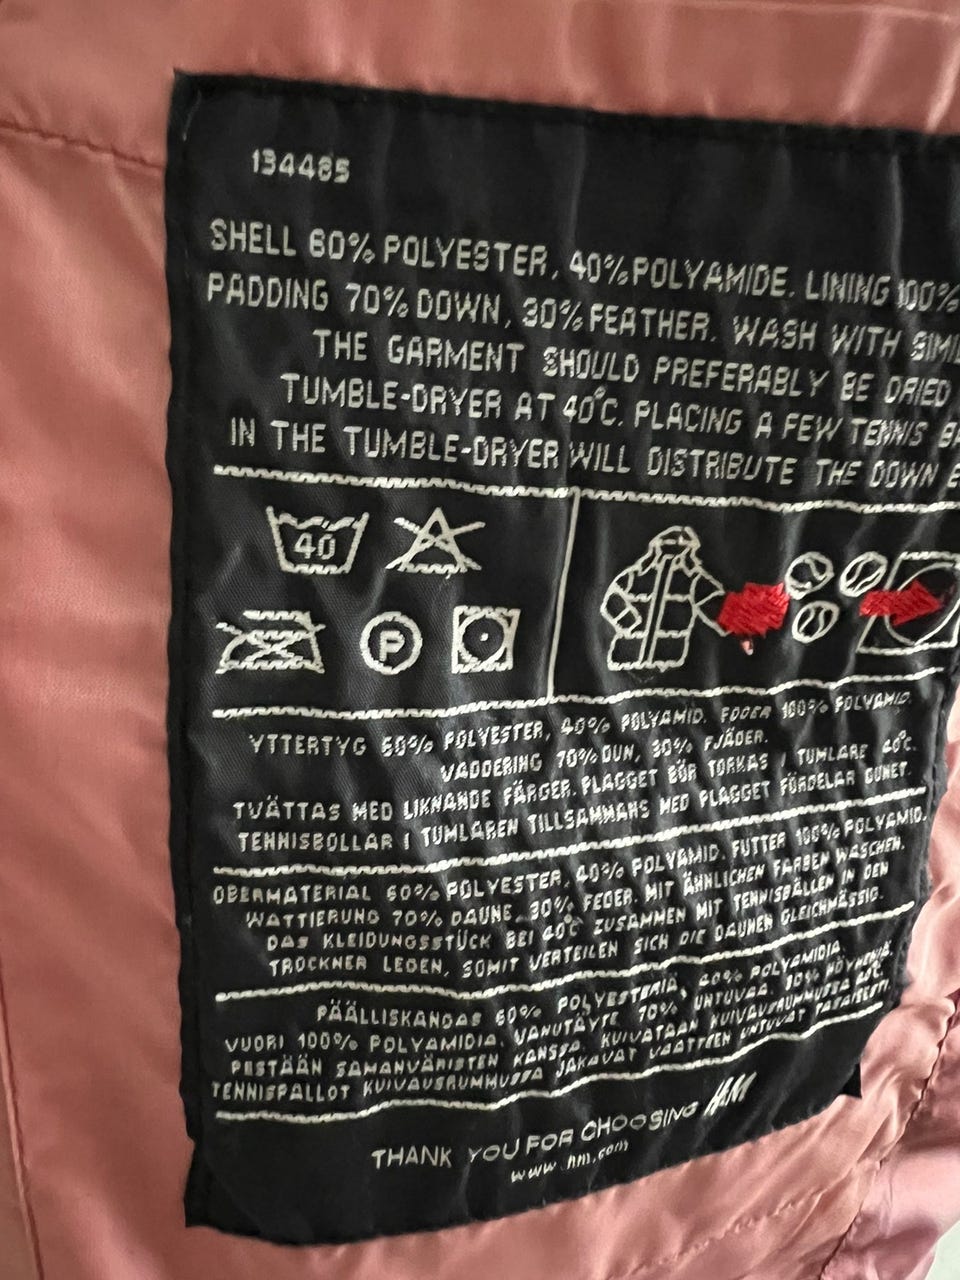 134485
SHELL 60% POLYESTER, 40% POLYAMIDE. LINING 100%
PADDING 70% DOWN, 30% FEATHER. WASH WITH
THE GARMENT SHOULD PREFERABLY BE DRIED
TUMBLE-DRYER AT 40°C. PLACING A FEW TENNIS
IN THE TUMBLE-DRYER WILL DISTRIBUTE THE DOWN
40
P
YTTERTYG 60% POLYESTER, 40% POLYAMID. FODER 100% POLYAMID.
VADDERING 70% DUN, 30% FJÄDER.
TVÄTTAS MED LIKNANDE FÄRGER. PLAGGET BÖR TORKAS I TUMLARE 40°C.
TENNISBOLLAR I TUMLAREN TILLSAMMANS MED PLAGGET FÖRDELAR DUNET.
OBERMATERIAL 60% POLYESTER, 40% POLYAMID. FUTTER 100% POLYAMID.
WATTIERUNG 70% DAUNE, 30% FEDER. MIT ÄHNLICHEN FARBEN WASCHEN.
DAS KLEIDUNGSSTÜCK BEI 40°C ZUSAMMEN MIT TENNISBÄLLEN IN DEN
TROCKNER LEGEN, SOMIT VERTEILEN SICH DIE DAUNEN GLEICHMÄSSIG.
PÄÄLLISKANGAS 60% POLYESTERIÄ, 40% POLYAMIDIA.
VUORI 100% POLYAMIDIA. VANUTÄYTE 70% UNTUVAA, 30% HÖYHENIÄ.
PESTÄÄN SAMANVÄRISTEN KANSSA. KUIVATAAN KUIVAUSRUMMUSSA 40°C.
TENNISPALLOT KUIVAUSRUMMUSSA JAKAVAT VAATTEEN UNTUVAT TASAISESTI.
THANK YOU FOR CHOOSING H&M
www.hm.com